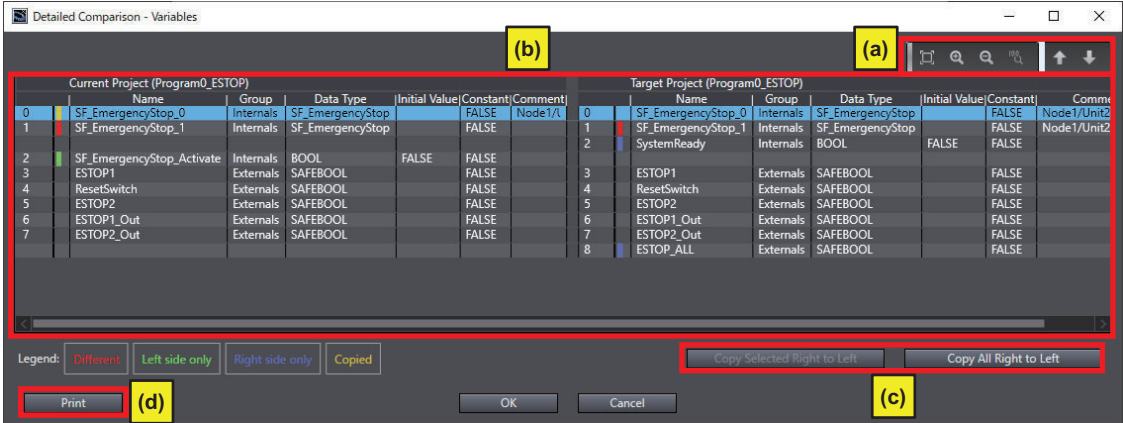 Detailed Comparison - Variables
(b) (a)
Current Project (Program0_ESTOP) Target Project (Program0_ESTOP)
Name Group Data Type Initial Value Constant Comment Name Group Data Type Initial Value Constant Comme
0 SF_EmergencyStop_0 Internals SF_EmergencyStop FALSE Node1/\ 0 SF_EmergencyStop_0 Internals SF_EmergencyStop FALSE Node1/Unit2
1 SF_EmergencyStop_1 Internals SF_EmergencyStop FALSE 1 SF_EmergencyStop_1 Internals SF_EmergencyStop FALSE Node1/Unit2
2 SystemReady Internals BOOL FALSE FALSE
2 SF_EmergencyStop_Activate Internals BOOL FALSE FALSE
3 ESTOP1 Externals SAFEBOOL FALSE 3 ESTOP1 Externals SAFEBOOL FALSE
4 ResetSwitch Externals SAFEBOOL FALSE 4 ResetSwitch Externals SAFEBOOL FALSE
5 ESTOP2 Externals SAFEBOOL FALSE 5 ESTOP2 Externals SAFEBOOL FALSE
6 ESTOP1_Out Externals SAFEBOOL FALSE 6 ESTOP1_Out Externals SAFEBOOL FALSE
7 ESTOP2_Out Externals SAFEBOOL FALSE 7 ESTOP2_Out Externals SAFEBOOL FALSE
8 ESTOP_ALL Externals SAFEBOOL FALSE
Legend: Different Left side only Right side only Copied Copy Selected Right to Left Copy All Right to Left
Print (d) OK Cancel (c)